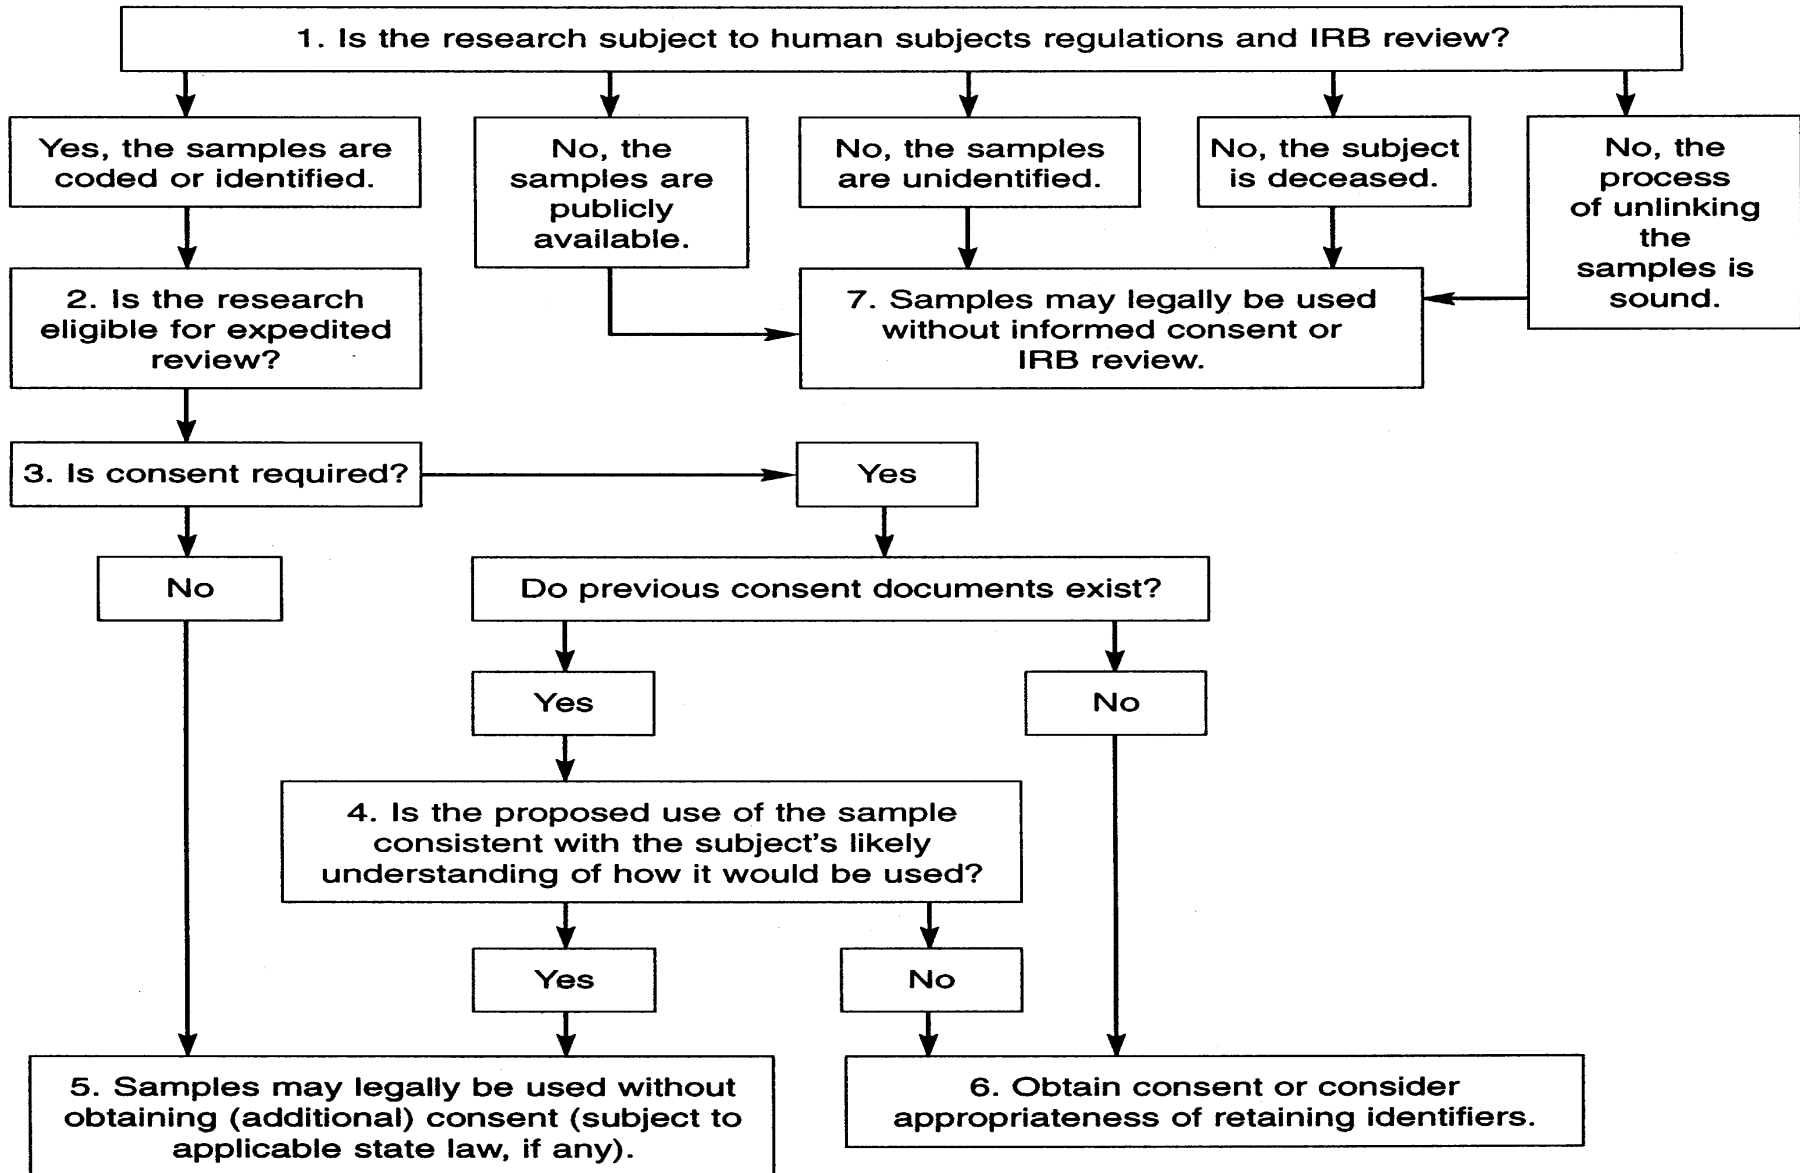 1. Is the research subject to human subjects regulations and IRB review?
Yes, the samples are
coded or identified.
No, the
samples are
publicly
available.
No, the samples
are unidentified.
No, the subject
is deceased.
No, the
process
of unlinking
the
samples is
sound.
2. Is the research
eligible for expedited
review?
7. Samples may legally be used
without informed consent or
IRB review.
3. Is consent required?
Yes
No
Do previous consent documents exist?
Yes
No
4. Is the proposed use of the sample
consistent with the subject's likely
understanding of how it would be used?
Yes
No
5. Samples may legally be used without
obtaining (additional) consent (subject to
applicable state law, if any).
6. Obtain consent or consider
appropriateness of retaining identifiers.